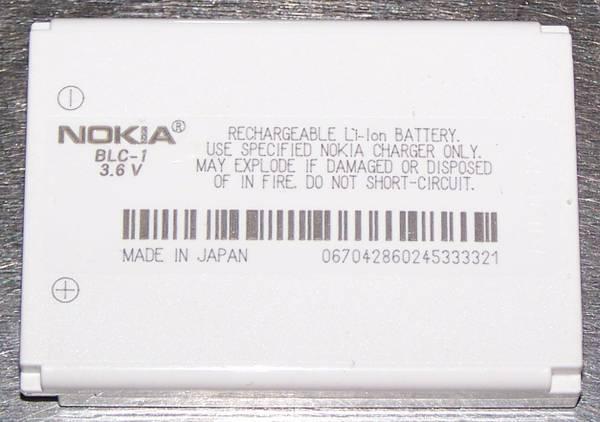 NOKIA®
BLC-1
3.6 V
RECHARGEABLE Li-Ion BATTERY.
USE SPECIFIED NOKIA CHARGER ONLY.
MAY EXPLODE IF DAMAGED OR DISPOSED
OF IN FIRE. DO NOT SHORT-CIRCUIT.
MADE IN JAPAN
0670428602453333321